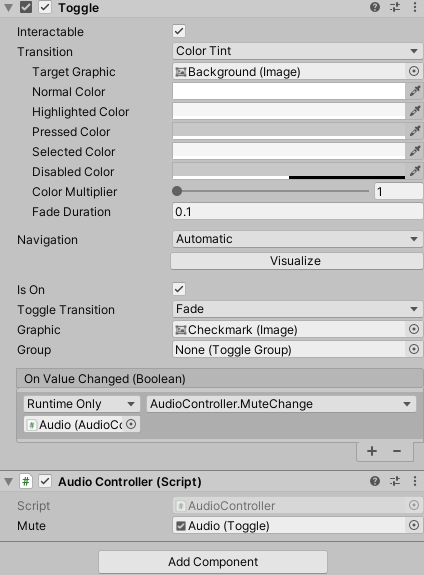 Toggle
Interactable
Transition Color Tint
Target Graphic Background (Image)
Normal Color
Highlighted Color
Pressed Color
Selected Color
Disabled Color
Color Multiplier 1
Fade Duration 0.1
Navigation Automatic
Visualize
Is On
Toggle Transition Fade
Graphic Checkmark (Image)
Group None (Toggle Group)
On Value Changed (Boolean)
Runtime Only AudioController.MuteChange
# Audio (AudioCo
+ −
# Audio Controller (Script)
Script # AudioController
Mute Audio (Toggle)
Add Component